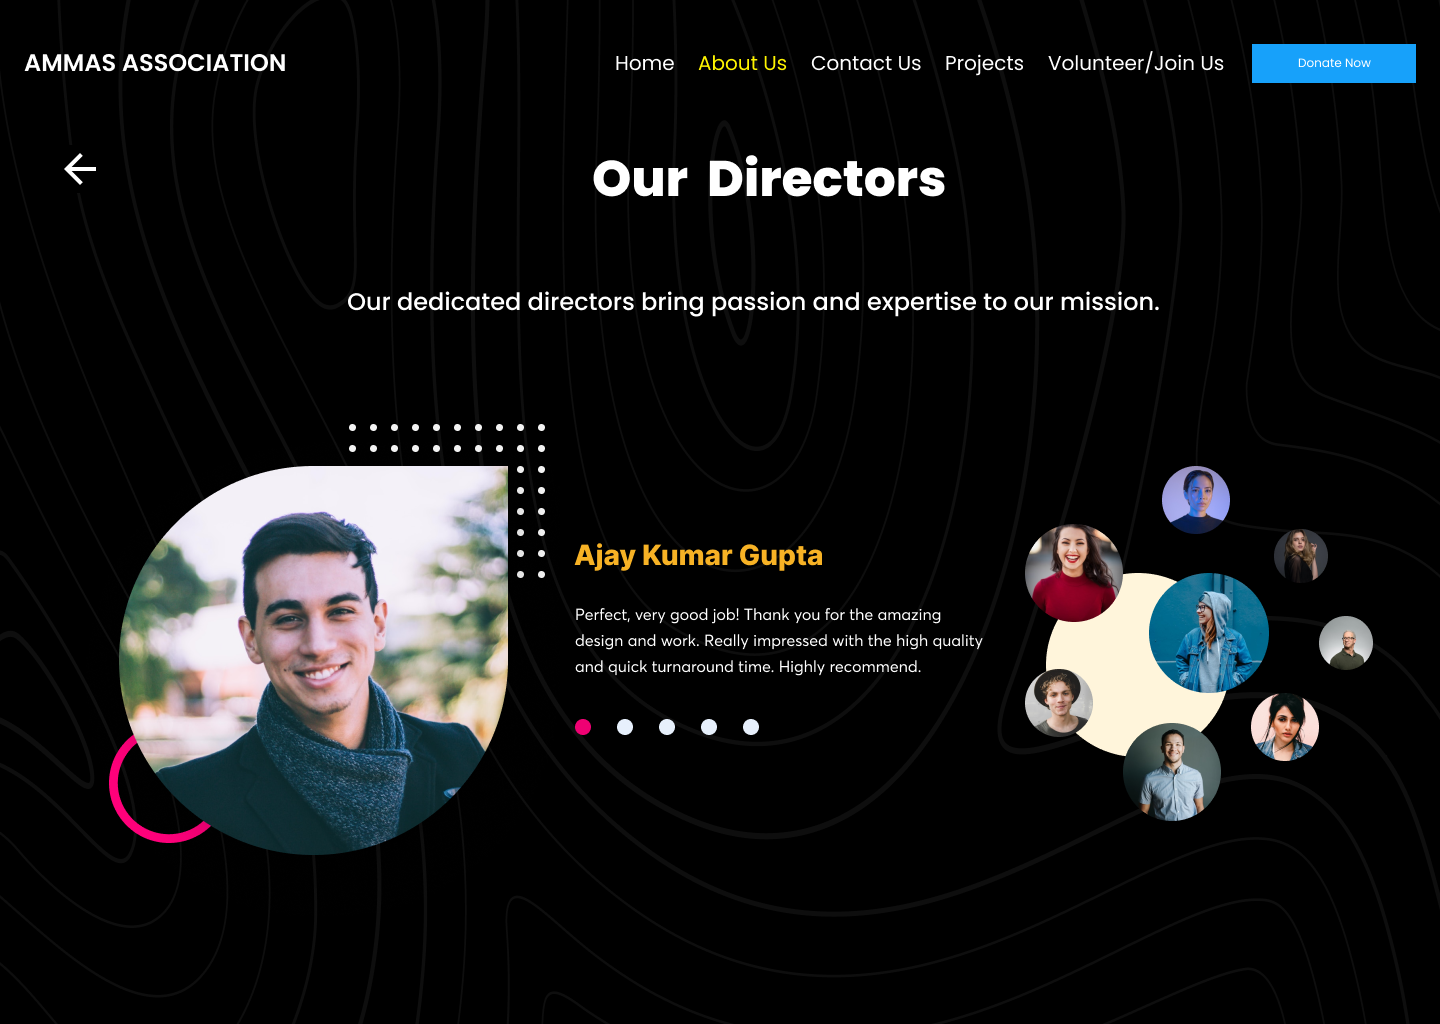 AMMAS ASSOCIATION
Home About Us Contact Us Projects Volunteer/Join Us Donate Now
Our Directors
Our dedicated directors bring passion and expertise to our mission.
Ajay Kumar Gupta
Perfect, very good job! Thank you for the amazing
design and work. Really impressed with the high quality
and quick turnaround time. Highly recommend.